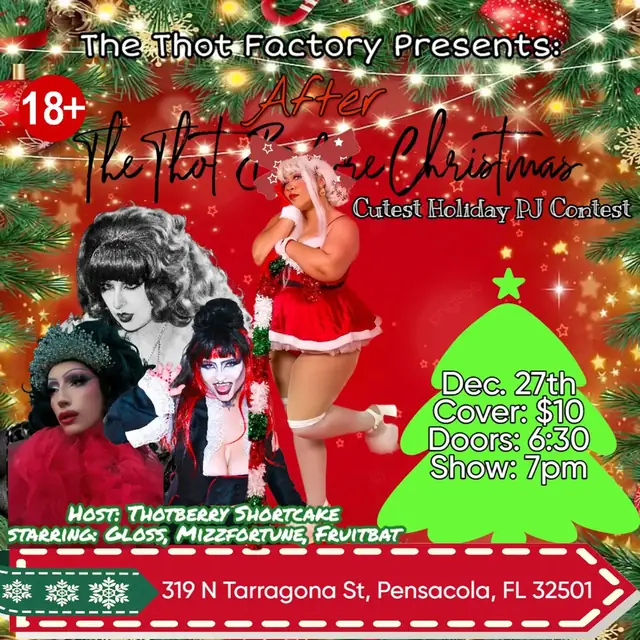 The Thot Factory Presents:
18+
After
The Thot Before Christmas
Cutest Holiday PJ Contest
Dec. 27th
Cover: $10
Doors: 6:30
Show: 7pm
Host: Thotberry Shortcake
starring: Gloss, Mizzfortune, Fruitbat
319 N Tarragona St, Pensacola, FL 32501